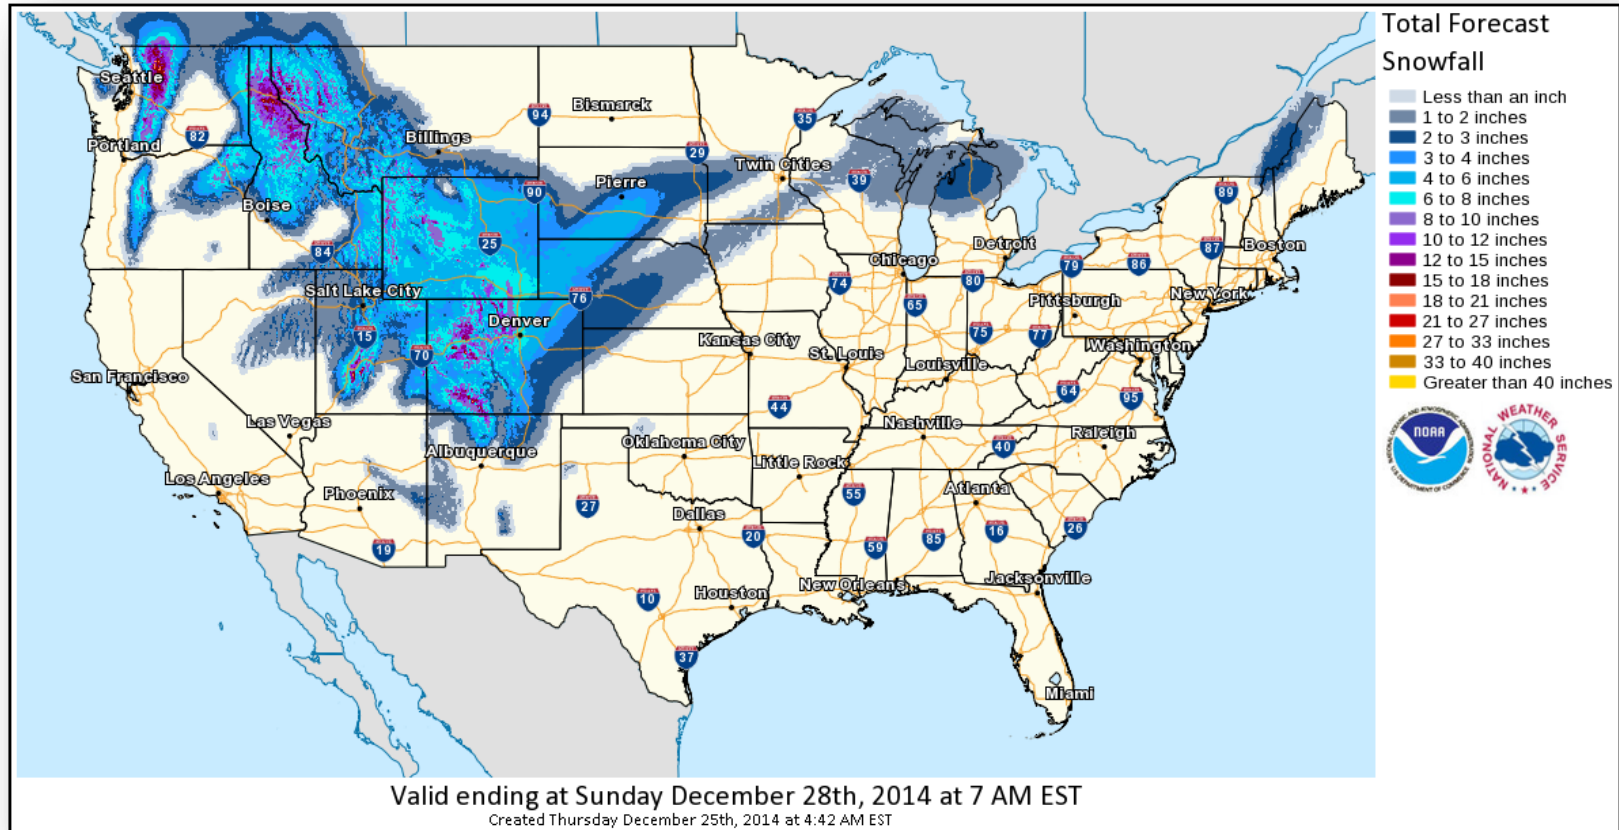 Total Forecast
Snowfall
Less than an inch
1 to 2 inches
2 to 3 inches
3 to 4 inches
4 to 6 inches
6 to 8 inches
8 to 10 inches
10 to 12 inches
12 to 15 inches
15 to 18 inches
18 to 21 inches
21 to 27 inches
27 to 33 inches
33 to 40 inches
Greater than 40 inches
NOAA
NATIONAL WEATHER SERVICE
Seattle
Portland
82
Billings
94
Bismarck
35
29
Twin Cities
Pierre
90
39
Boise
84
25
89
87
Boston
Detroit
Chicago
79
86
Salt Lake City
76
74
65
80
Pittsburgh
New York
15
Denver
70
Kansas City
St. Louis
75
77
Washington
Louisville
San Francisco
64
95
44
Las Vegas
Albuquerque
Oklahoma City
Nashville
40
Raleigh
Little Rock
Los Angeles
Phoenix
27
55
Atlanta
Dallas
20
16
26
19
59
85
10
Houston
New Orleans
Jacksonville
37
Miami
Valid ending at Sunday December 28th, 2014 at 7 AM EST
Created Thursday December 25th, 2014 at 4:42 AM EST